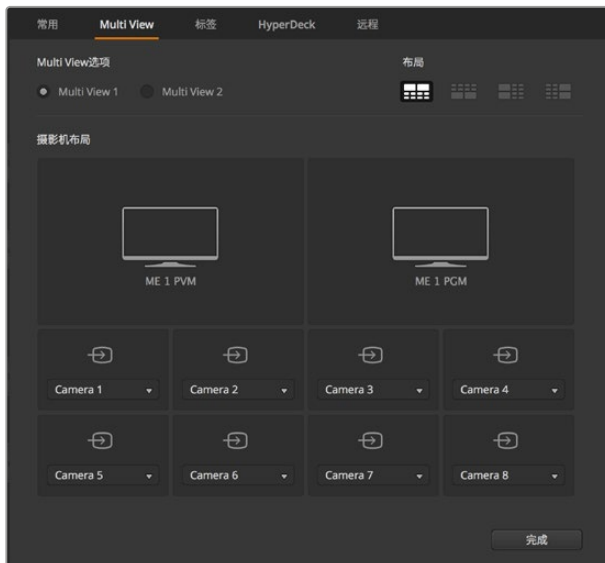 常用 Multi View 标签 HyperDeck 远程
Multi View选项 布局
Multi View 1 Multi View 2
摄影机布局
ME 1 PVM ME 1 PGM
Camera 1 Camera 2 Camera 3 Camera 4
Camera 5 Camera 6 Camera 7 Camera 8
完成